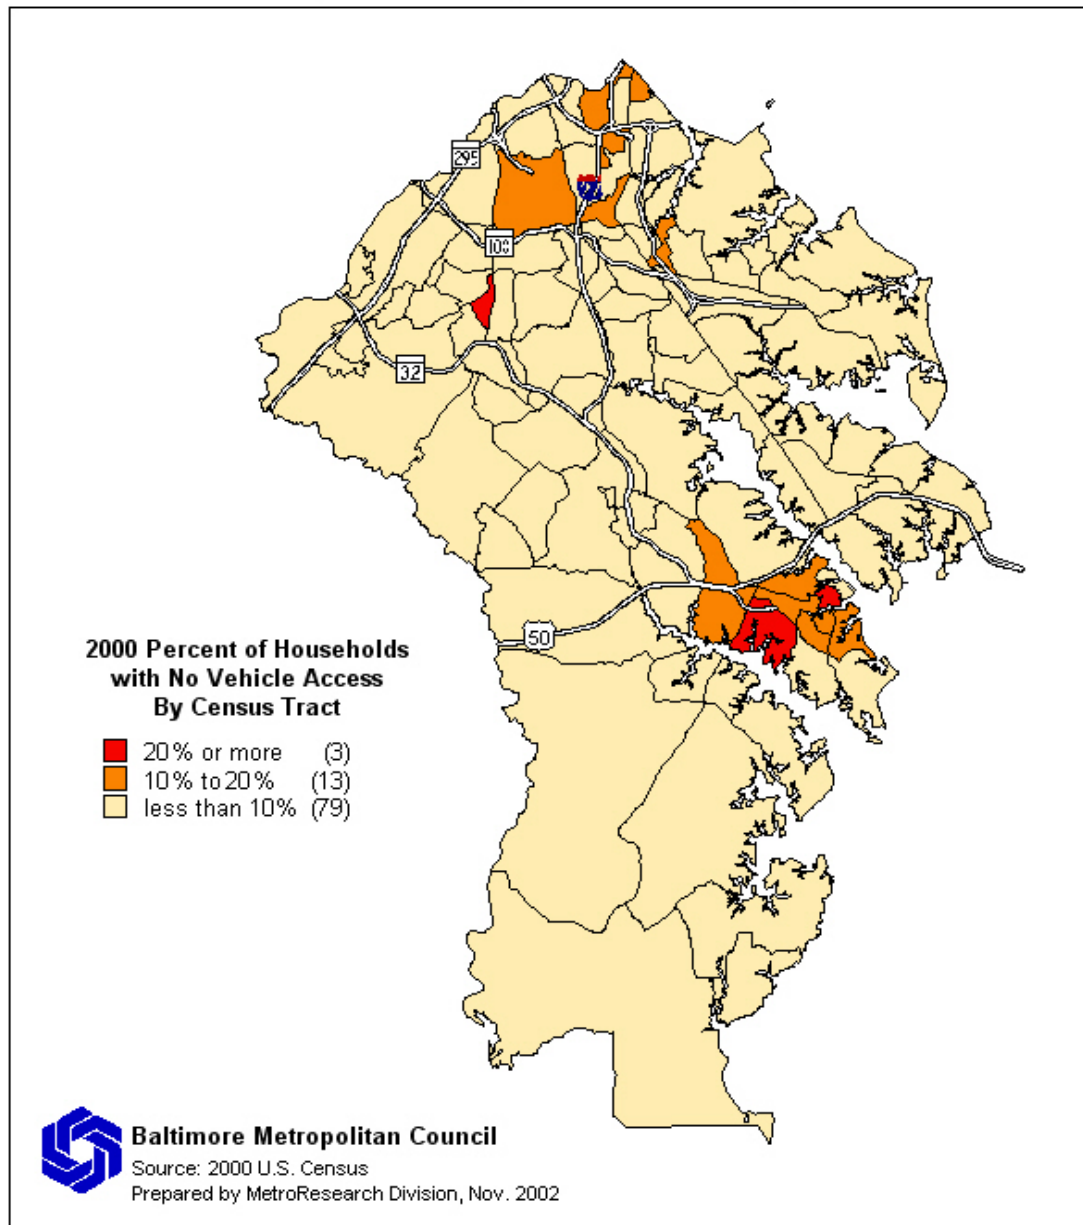 295
97
100
32
50
2000 Percent of Households
with No Vehicle Access
By Census Tract
20% or more (3)
10% to 20% (13)
less than 10% (79)
Baltimore Metropolitan Council
Source: 2000 U.S. Census
Prepared by MetroResearch Division, Nov. 2002